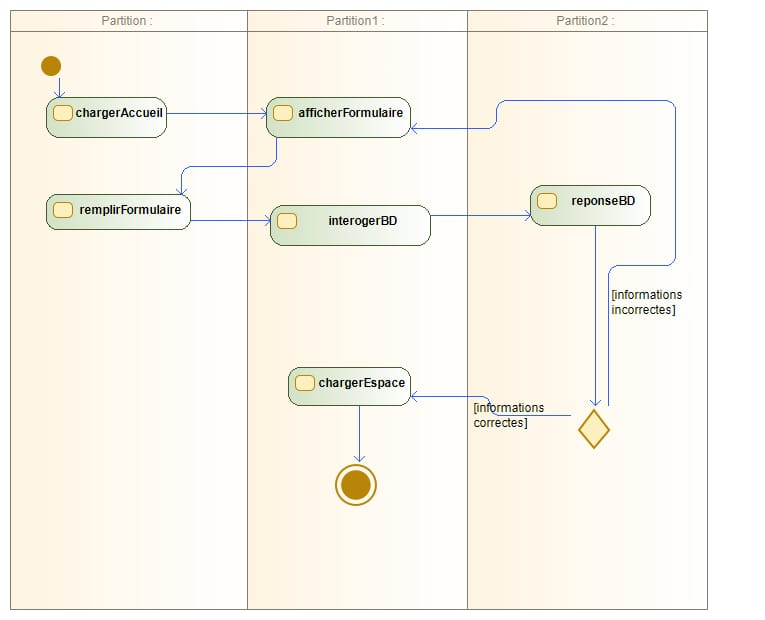 Partition :
Partition1 :
Partition2 :
chargerAccueil
afficherFormulaire
remplirFormulaire
interogerBD
reponseBD
[informations
incorrectes]
chargerEspace
[informations
correctes]